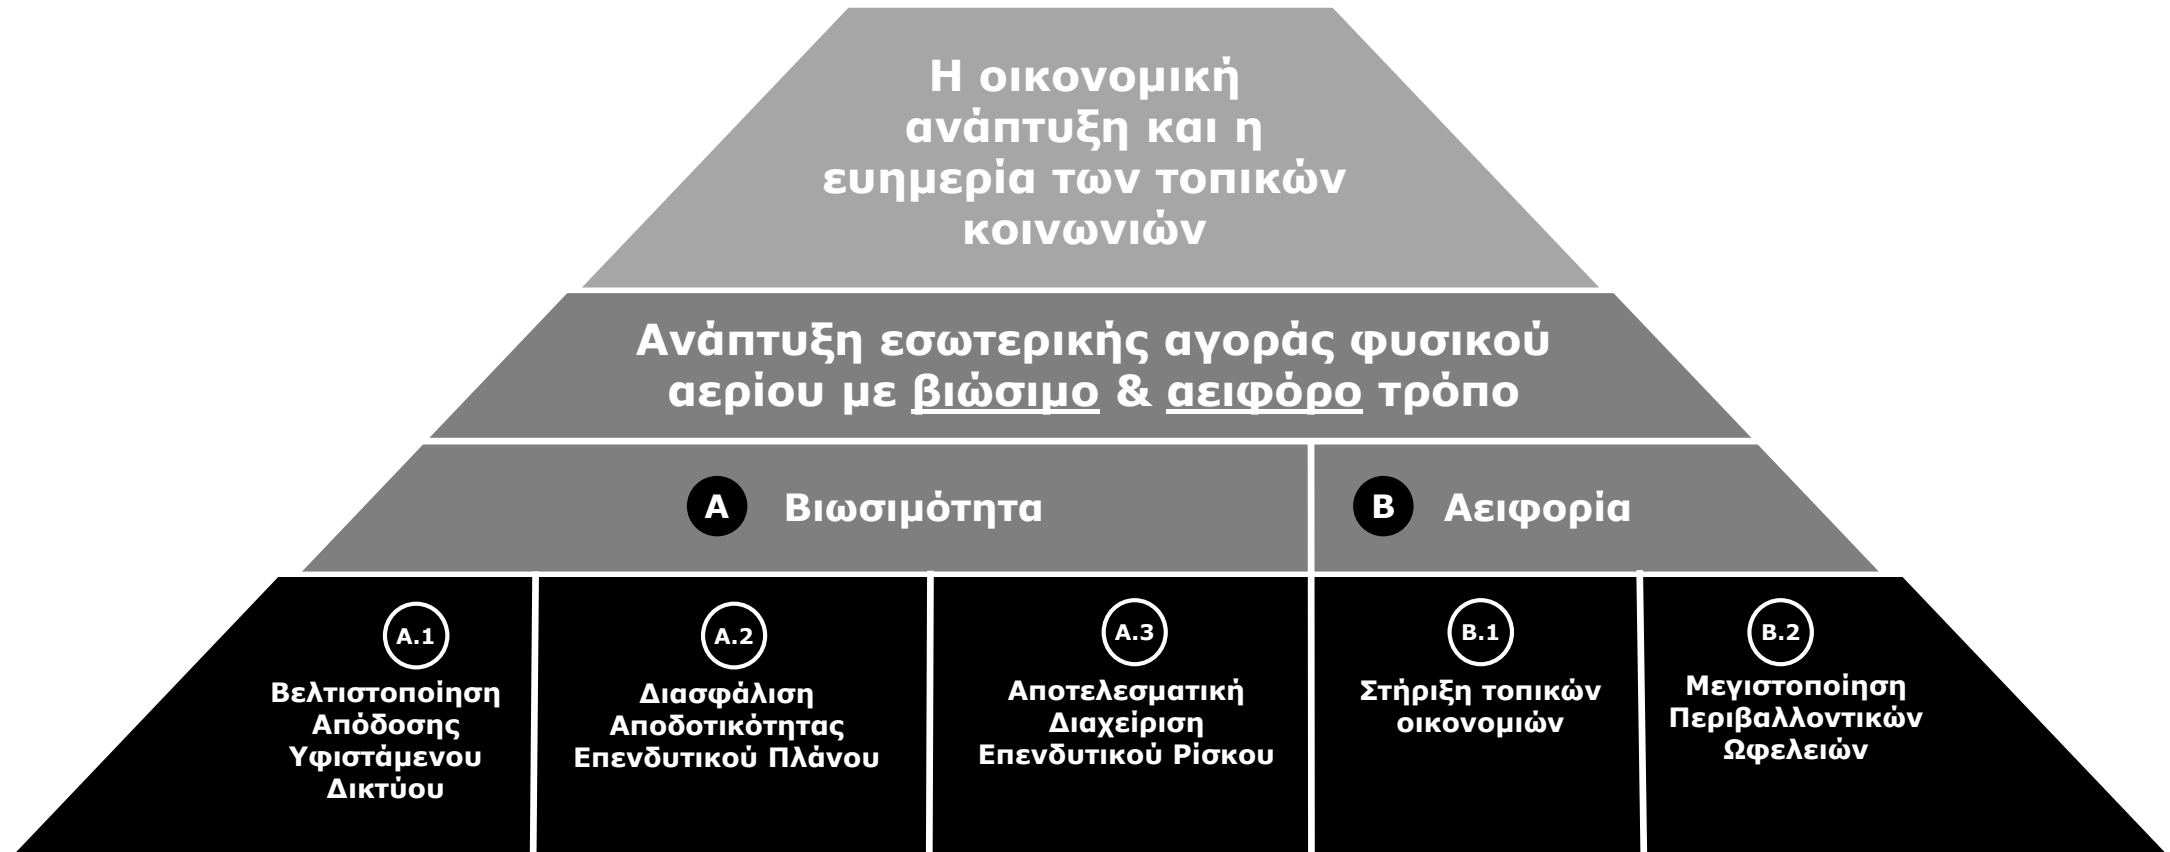 Η οικονομική
ανάπτυξη και η
ευημερία των τοπικών
κοινωνιών
Ανάπτυξη εσωτερικής αγοράς φυσικού
αερίου με βιώσιμο & αειφόρο τρόπο
A Βιωσιμότητα
B Αειφορία
A.1
Βελτιστοποίηση
Απόδοσης
Υφιστάμενου
Δικτύου
A.2
Διασφάλιση
Αποδοτικότητας
Επενδυτικού Πλάνου
A.3
Αποτελεσματική
Διαχείριση
Επενδυτικού Ρίσκου
B.1
Στήριξη τοπικών
οικονομιών
B.2
Μεγιστοποίηση
Περιβαλλοντικών
Ωφελειών